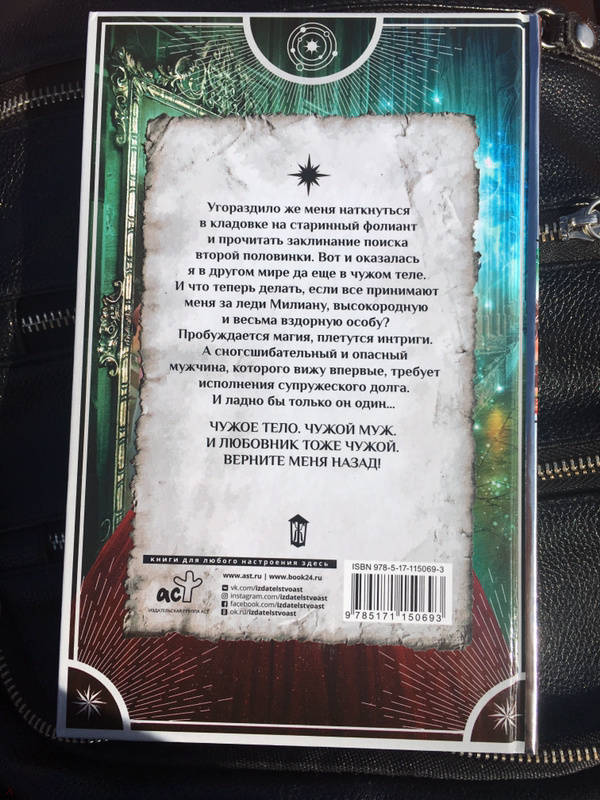 Угораздило же меня наткнуться
в кладовке на старинный фолиант
и прочитать заклинание поиска
второй половинки. Вот и оказалась
я в другом мире да еще в чужом теле.
И что теперь делать, если все принимают
меня за леди Милиану, высокородную
и весьма вздорную особу?
Пробуждается магия, плетутся интриги.
А сногсшибательный и опасный
мужчина, которого вижу впервые, требует
исполнения супружеского долга.
И ладно бы только он один...
ЧУЖОЕ ТЕЛО. ЧУЖОЙ МУЖ.
И ЛЮБОВНИК ТОЖЕ ЧУЖОЙ.
ВЕРНИТЕ МЕНЯ НАЗАД!
Ж
книги для любого настроения здесь
аст
ИЗДАТЕЛЬСКАЯ ГРУППА АСТ
www.ast.ru | www.book24.ru
vk.com/izdatelstvoast
instagram.com/izdatelstvoast
facebook.com/izdatelstvoast
ok.ru/izdatelstvoast
ISBN 978-5-17-115069-3
9 785171 150693